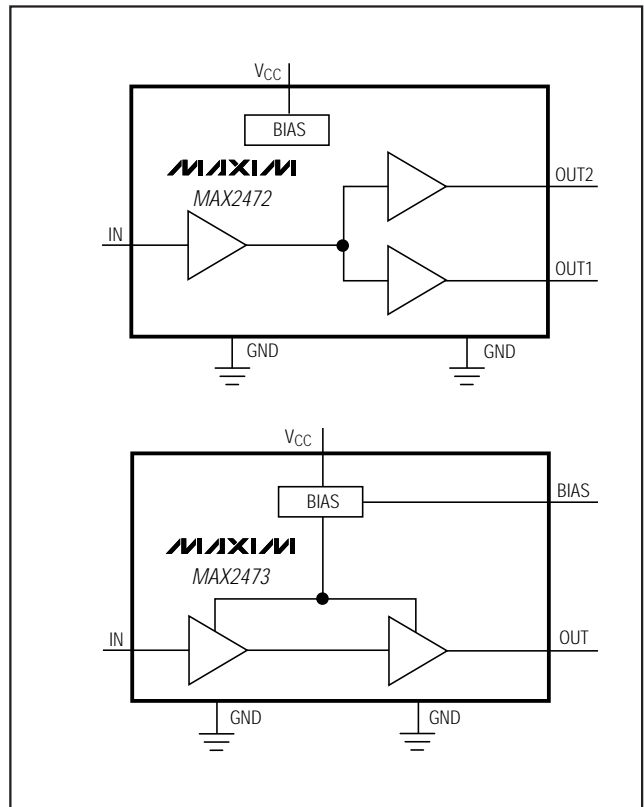 VCC
BIAS
MAXIM
MAX2472
IN
OUT2
OUT1
GND
GND
VCC
BIAS
BIAS
MAXIM
MAX2473
IN
OUT
GND
GND